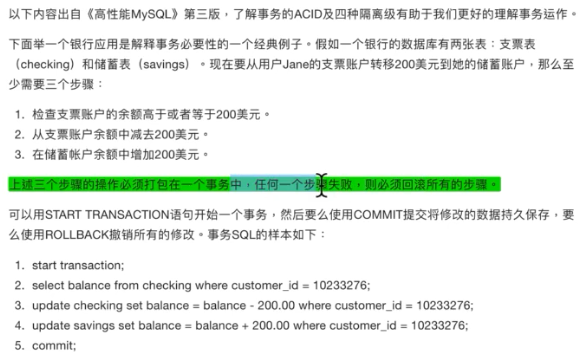 以下内容出自《高性能MySQL》第三版，了解事务的ACID及四种隔离级有助于我们更好的理解事务运作。
下面举一个银行应用是解释事务必要性的一个经典例子。假如一个银行的数据库有两张表：支票表
（checking）和储蓄表（savings）。现在要从用户Jane的支票账户转移200美元到她的储蓄账户，那么至
少需要三个步骤：
1. 检查支票账户的余额高于或者等于200美元。
2. 从支票账户余额中减去200美元。
3. 在储蓄帐户余额中增加200美元。
上述三个步骤的操作必须打包在一个事务中，任何一个步骤失败，则必须回滚所有的步骤。
可以用START TRANSACTION语句开始一个事务，然后要么使用COMMIT提交将修改的数据持久保存，要
么使用ROLLBACK撤销所有的修改。事务SQL的样本如下：
1. start transaction;
2. select balance from checking where customer_id = 10233276;
3. update checking set balance = balance - 200.00 where customer_id = 10233276;
4. update savings set balance = balance + 200.00 where customer_id = 10233276;
5. commit;